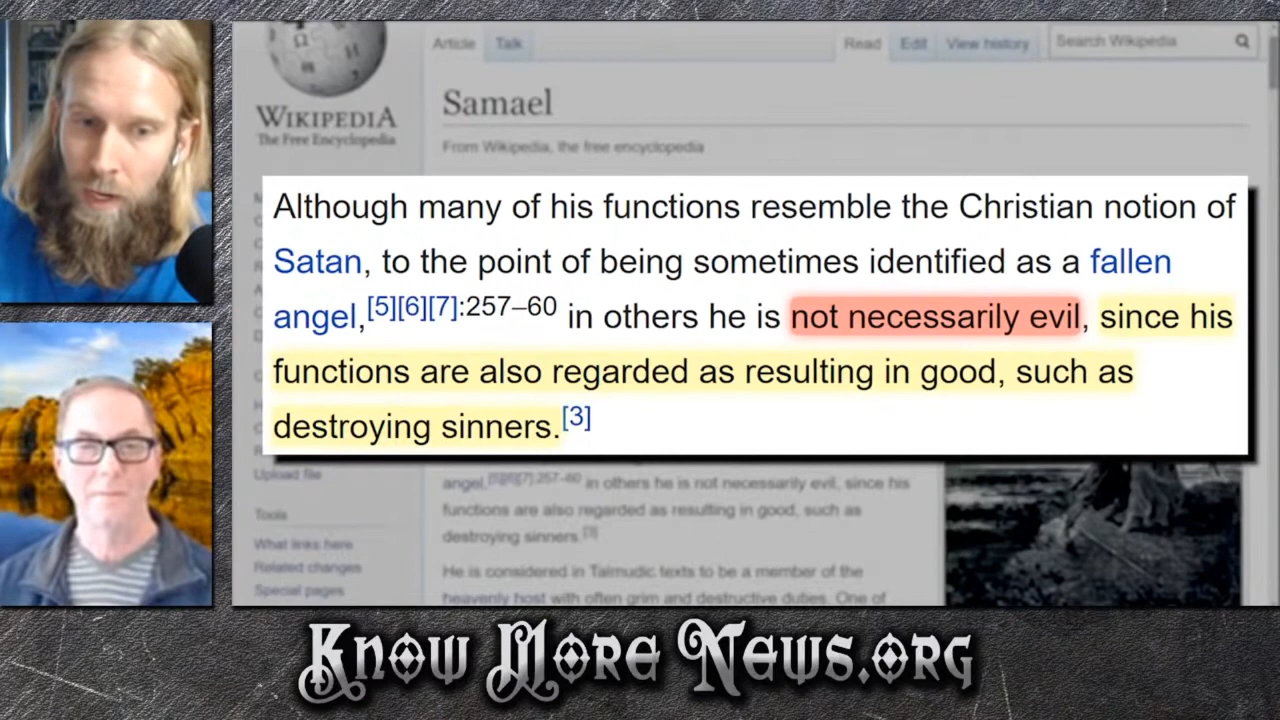 Article Talk Read Edit View history Search Wikipedia
WIKIPEDIA
The Free Encyclopedia
Samael
From Wikipedia, the free encyclopedia
Although many of his functions resemble the Christian notion of
Satan, to the point of being sometimes identified as a fallen
angel,[5][6][7]:257–60 in others he is not necessarily evil, since his
functions are also regarded as resulting in good, such as
destroying sinners.[3]
Upload file
Tools
What links here
Related changes
Special pages
angel,[5][6][7]:257–60 in others he is not necessarily evil, since his
functions are also regarded as resulting in good, such as
destroying sinners.[3]
He is considered in Talmudic texts to be a member of the
heavenly host with often grim and destructive duties. One of
KNOW MORE NEWS.ORG